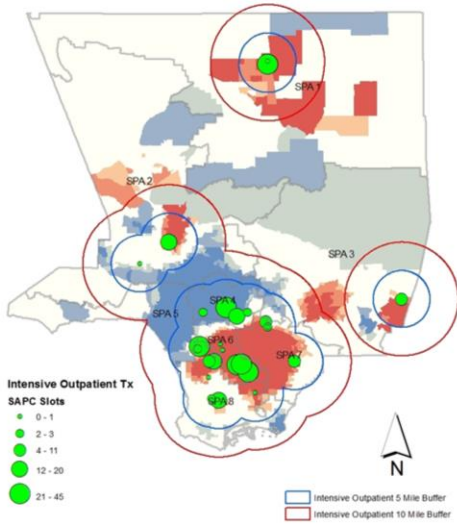 SPA 1
SPA 2
SPA 3
SPA 4
SPA 5
SPA 6
SPA 7
SPA 8
Intensive Outpatient Tx
SAPC Slots
0 - 1
2 - 3
4 - 11
12 - 20
21 - 45
N
Intensive Outpatient 5 Mile Buffer
Intensive Outpatient 10 Mile Buffer